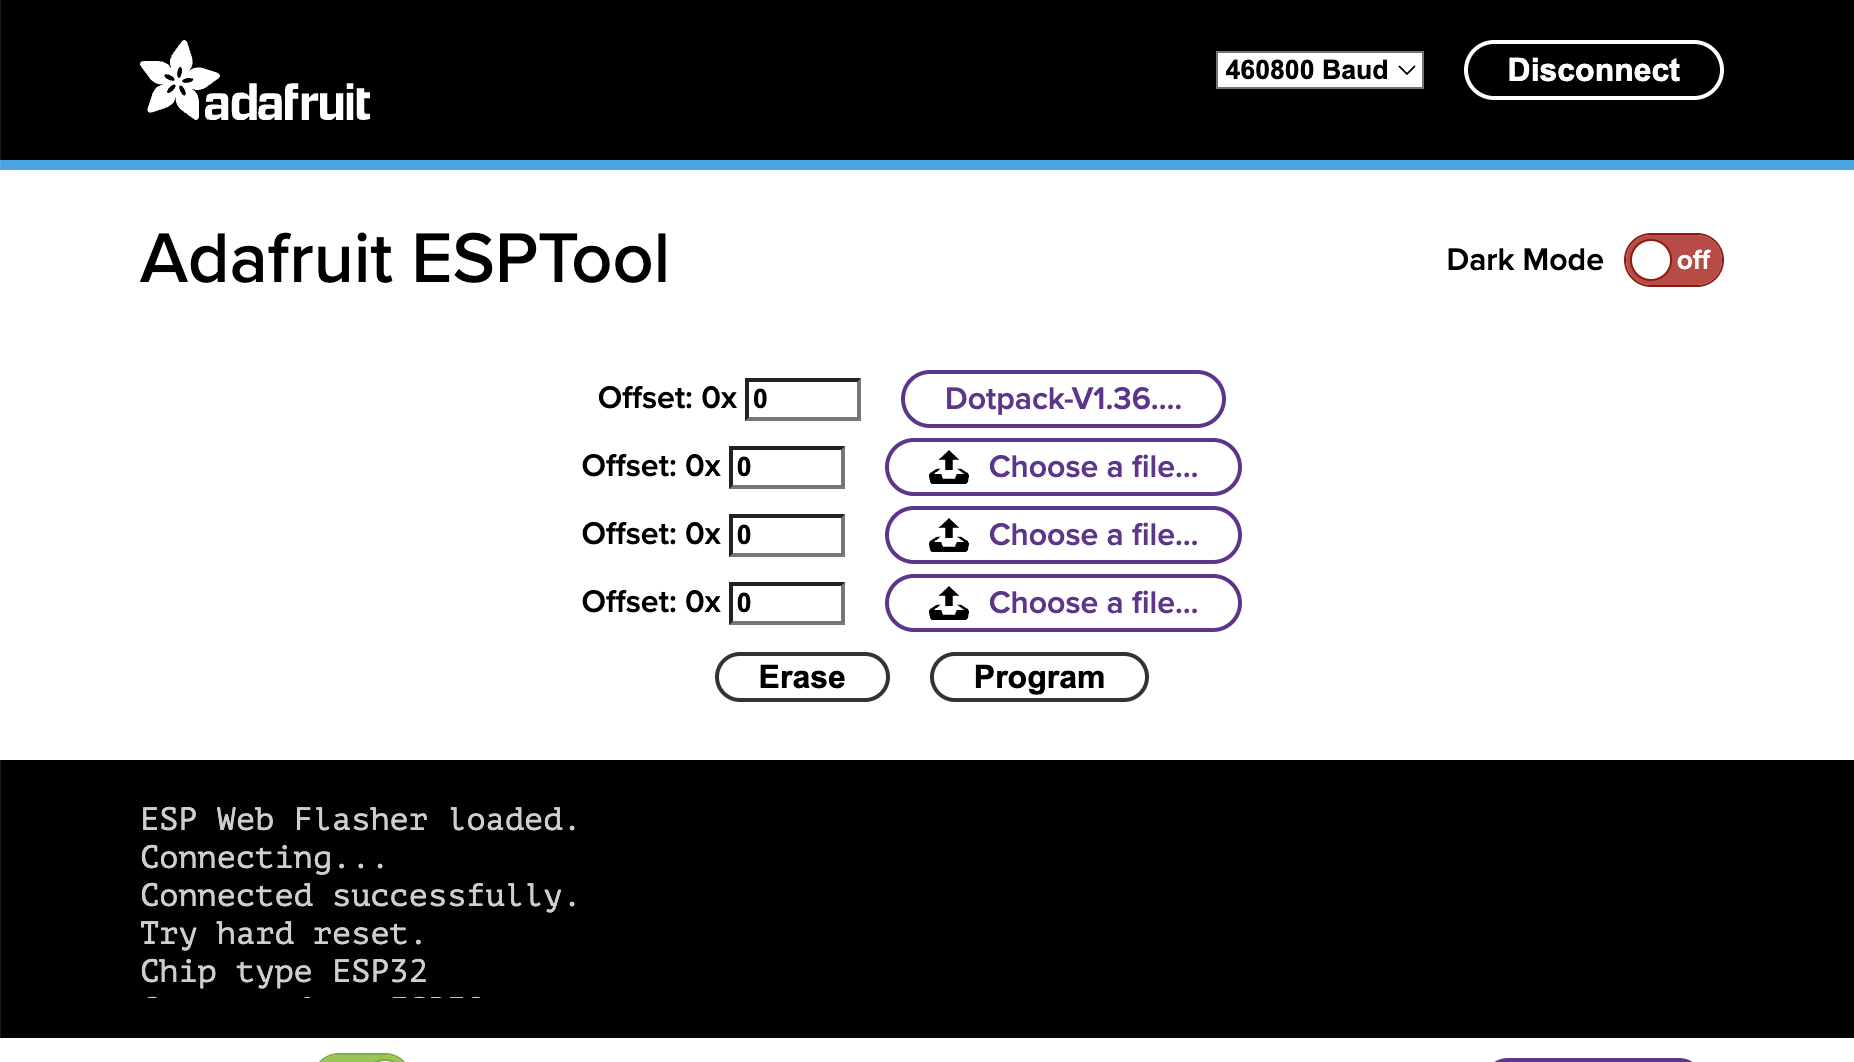 adafruit
460800 Baud
Disconnect
Adafruit ESPTool
Dark Mode off
Offset: 0x 0 Dotpack-V1.36....
Offset: 0x 0 Choose a file...
Offset: 0x 0 Choose a file...
Offset: 0x 0 Choose a file...
Erase Program
ESP Web Flasher loaded.
Connecting...
Connected successfully.
Try hard reset.
Chip type ESP32